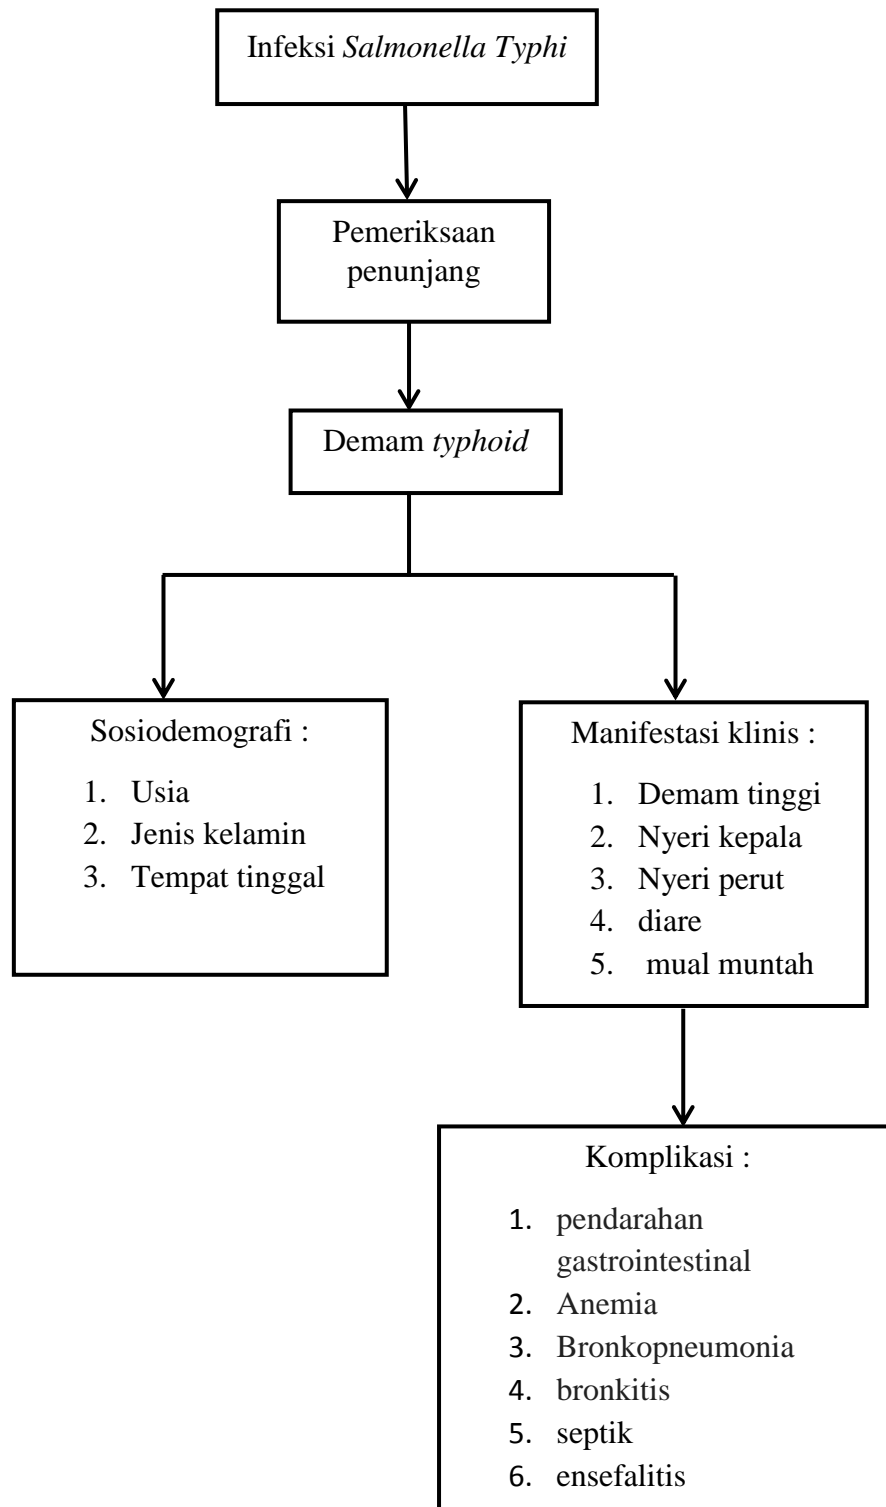 Infeksi Salmonella Typhi
Pemeriksaan
penunjang
Demam typhoid
Sosiodemografi :
1. Usia
2. Jenis kelamin
3. Tempat tinggal
Manifestasi klinis :
1. Demam tinggi
2. Nyeri kepala
3. Nyeri perut
4. diare
5. mual muntah
Komplikasi :
1. pendarahan
gastrointestinal
2. Anemia
3. Bronkopneumonia
4. bronkitis
5. septik
6. ensefalitis